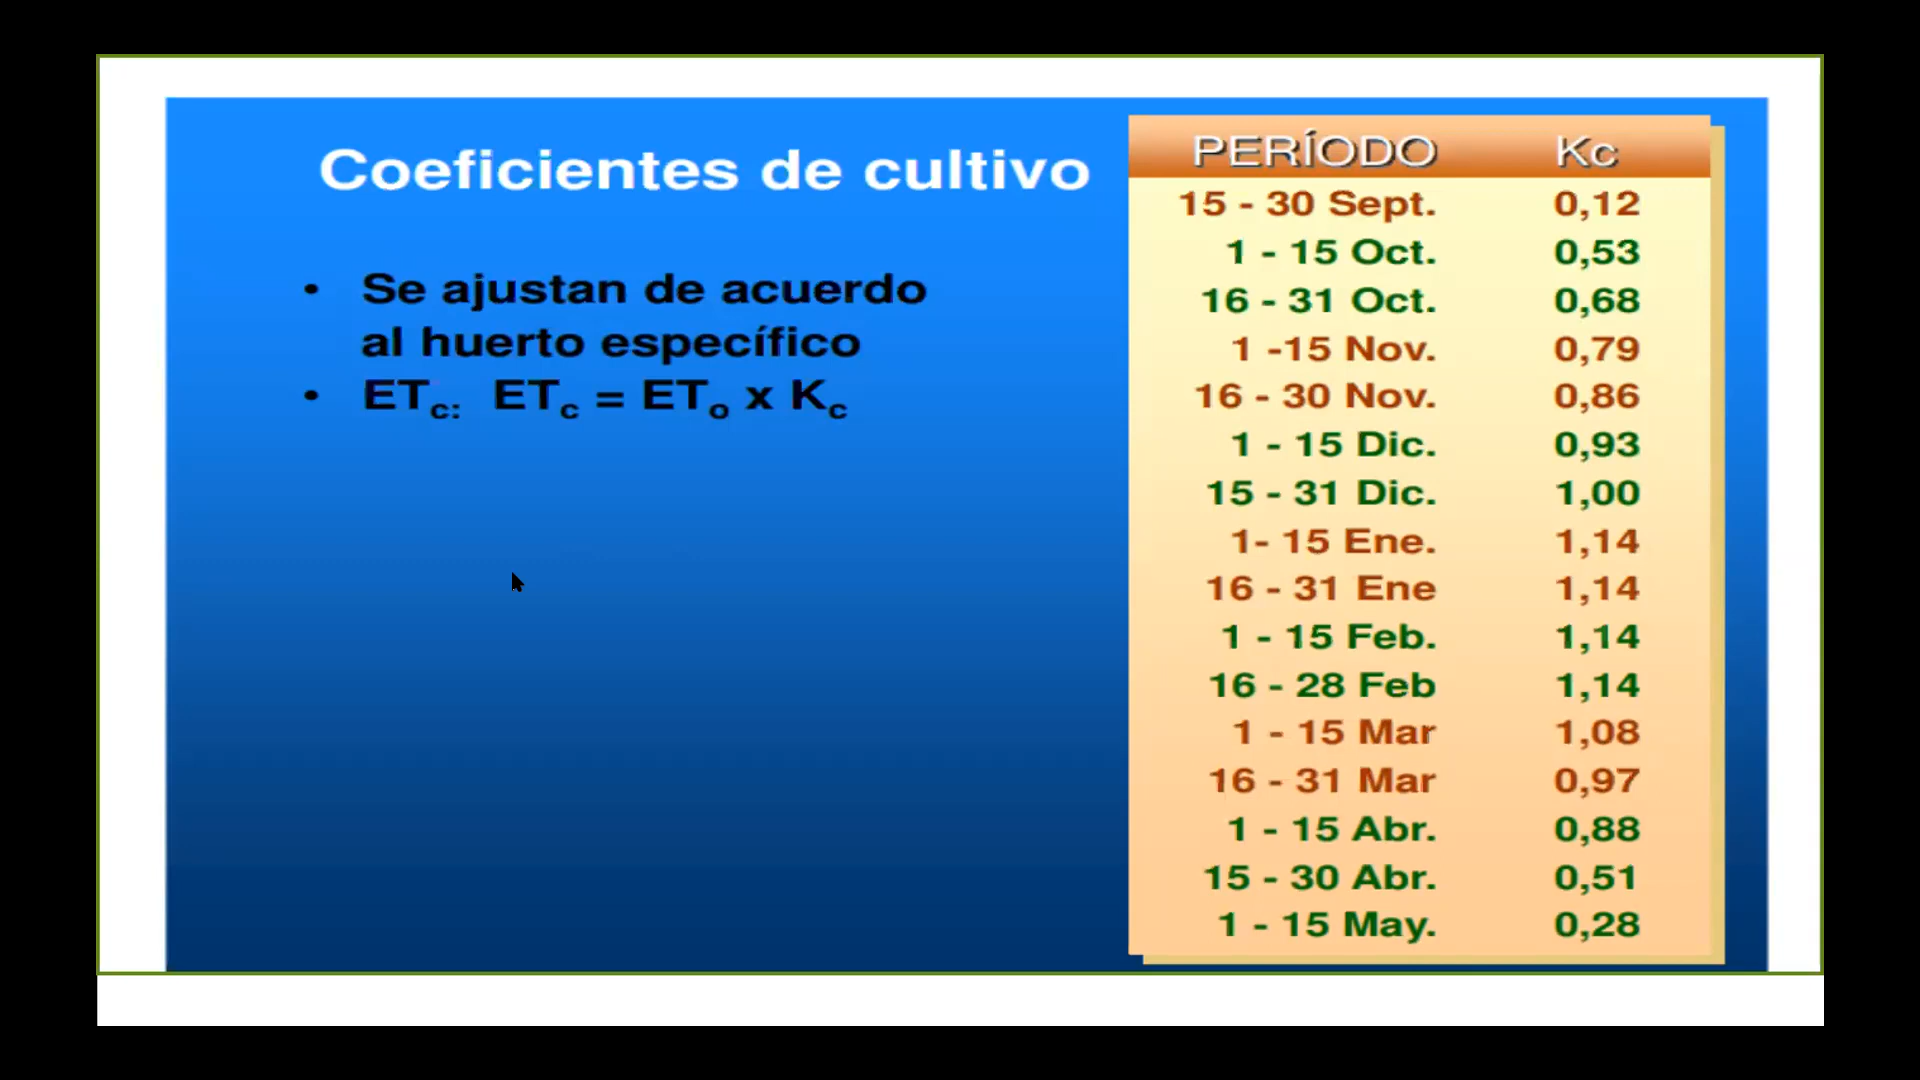 Coeficientes de cultivo
• Se ajustan de acuerdo
al huerto específico
• ETc: ETc = ETo x Kc
PERÍODO Kc
15 - 30 Sept. 0,12
1 - 15 Oct. 0,53
16 - 31 Oct. 0,68
1 -15 Nov. 0,79
16 - 30 Nov. 0,86
1 - 15 Dic. 0,93
15 - 31 Dic. 1,00
1- 15 Ene. 1,14
16 - 31 Ene 1,14
1 - 15 Feb. 1,14
16 - 28 Feb 1,14
1 - 15 Mar 1,08
16 - 31 Mar 0,97
1 - 15 Abr. 0,88
15 - 30 Abr. 0,51
1 - 15 May. 0,28